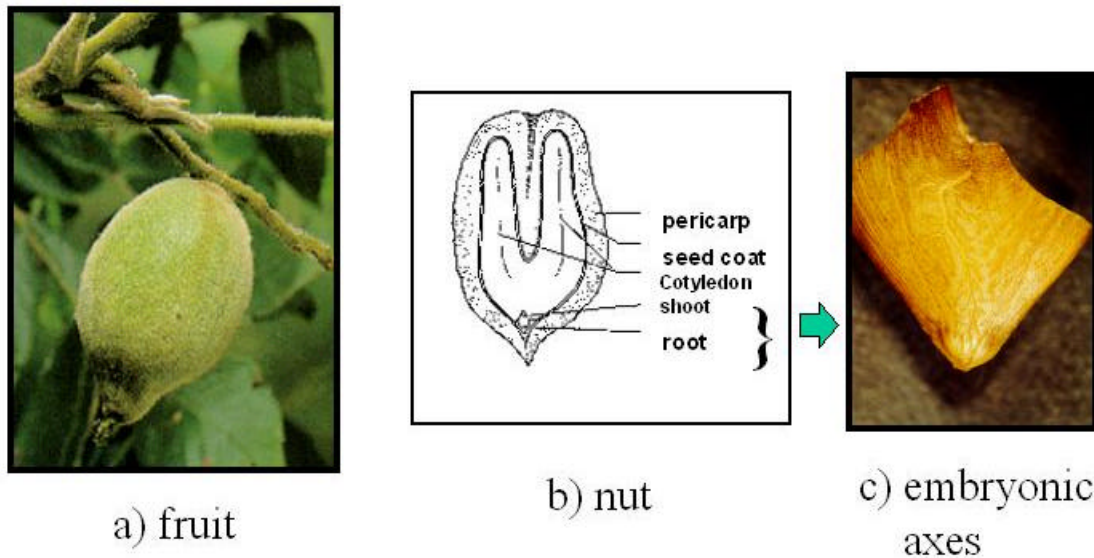 pericarp
seed coat
Cotyledon
shoot
root
}
a) fruit
b) nut
c) embryonic
axes